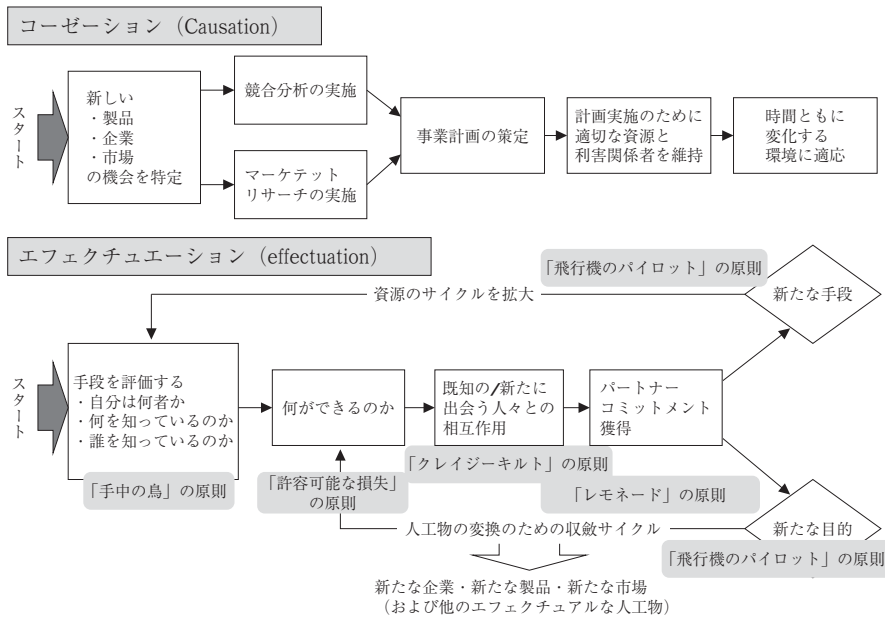 コーゼーション（Causation）
スタート
新しい
・製品
・企業
・市場
の機会を特定
競合分析の実施
マーケテット
リサーチの実施
事業計画の策定
計画実施のために
適切な資源と
利害関係者を維持
時間ともに
変化する
環境に適応
エフェクチュエーション（effectuation）
「飛行機のパイロット」の原則
新たな手段
資源のサイクルを拡大
スタート
手段を評価する
・自分は何者か
・何を知っているのか
・誰を知っているのか
「手中の鳥」の原則
何ができるのか
「許容可能な損失」
の原則
既知の/新たに
出会う人々との
相互作用
「クレイジーキルト」の原則
パートナー
コミットメント
獲得
「レモネード」の原則
人工物の変換のための収斂サイクル
新たな目的
「飛行機のパイロット」の原則
新たな企業・新たな製品・新たな市場
（および他のエフェクチュアルな人工物）